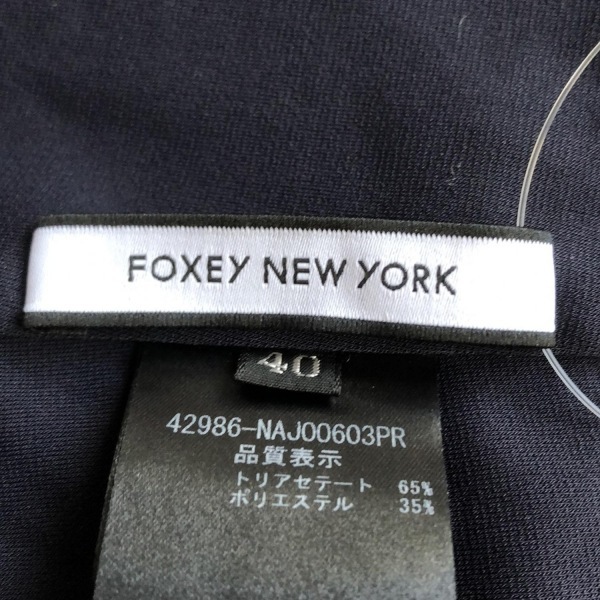 FOXEY NEW YORK
40
42986-NAJ00603PR
品質表示
トリアセテート 65%
ポリエステル 35%